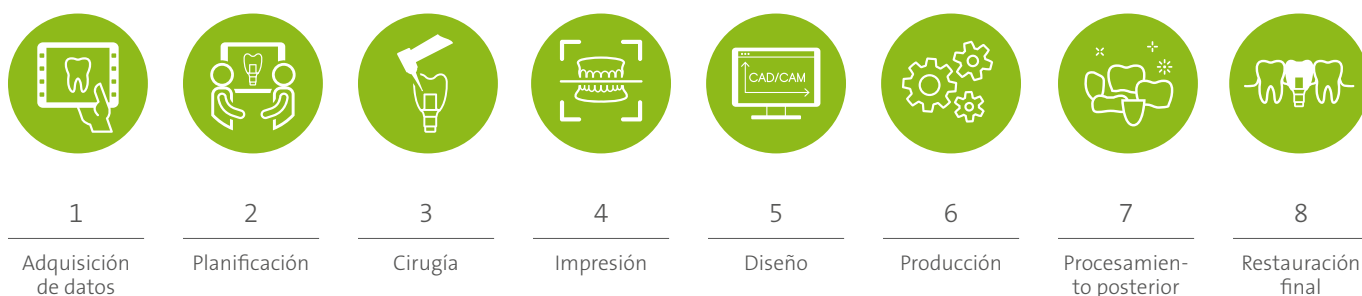 CAD/CAM
1
Adquisición
de datos
2
Planificación
3
Cirugía
4
Impresión
5
Diseño
6
Producción
7
Procesamien-
to posterior
8
Restauración
final